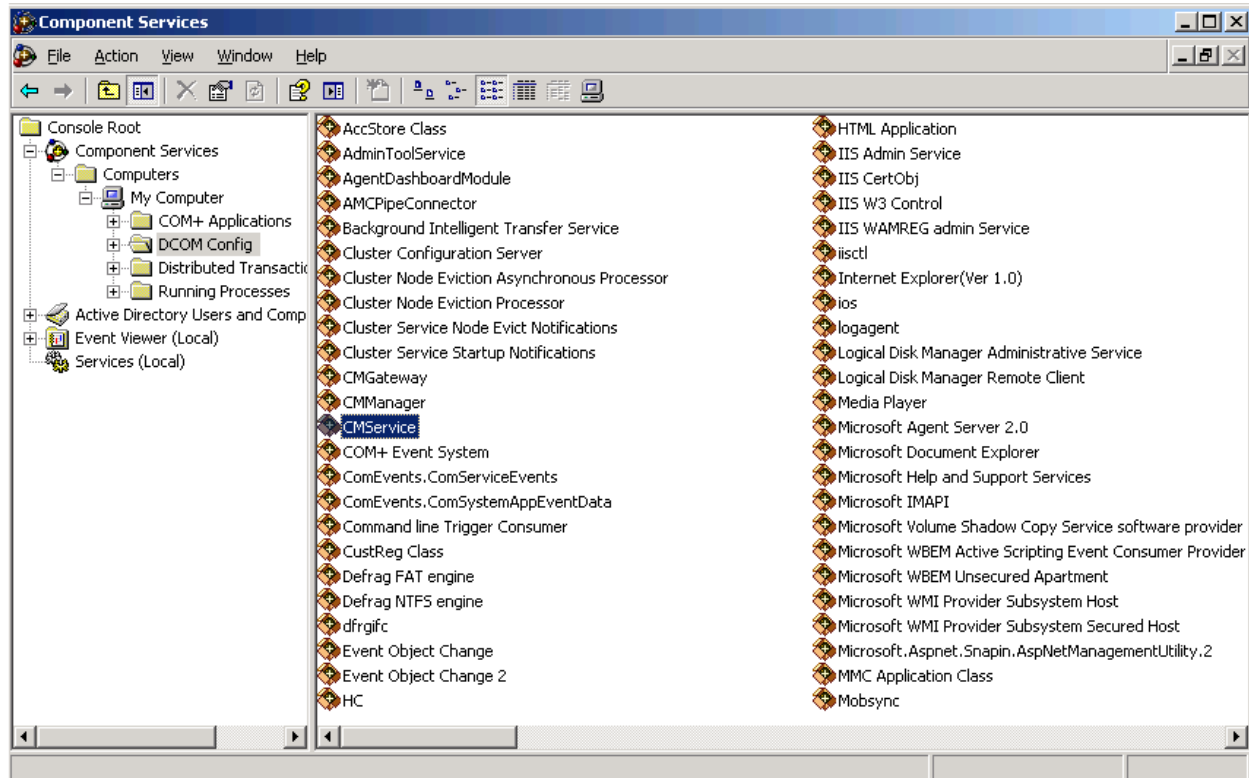 Component Services
File Action View Window Help
Console Root
Component Services
Computers
My Computer
COM+ Applications
DCOM Config
Distributed Transactic
Running Processes
Active Directory Users and Comp
Event Viewer (Local)
Services (Local)
AccStore Class
AdminToolService
AgentDashboardModule
AMCPipeConnector
Background Intelligent Transfer Service
Cluster Configuration Server
Cluster Node Eviction Asynchronous Processor
Cluster Node Eviction Processor
Cluster Service Node Evict Notifications
Cluster Service Startup Notifications
CMGateway
CMManager
CMService
COM+ Event System
ComEvents.ComServiceEvents
ComEvents.ComSystemAppEventData
Command line Trigger Consumer
CustReg Class
Defrag FAT engine
Defrag NTFS engine
dfrgifc
Event Object Change
Event Object Change 2
HC
HTML Application
IIS Admin Service
IIS CertObj
IIS W3 Control
IIS WAMREG admin Service
iisctl
Internet Explorer(Ver 1.0)
ios
logagent
Logical Disk Manager Administrative Service
Logical Disk Manager Remote Client
Media Player
Microsoft Agent Server 2.0
Microsoft Document Explorer
Microsoft Help and Support Services
Microsoft IMAPI
Microsoft Volume Shadow Copy Service software provider
Microsoft WBEM Active Scripting Event Consumer Provider
Microsoft WBEM Unsecured Apartment
Microsoft WMI Provider Subsystem Host
Microsoft WMI Provider Subsystem Secured Host
Microsoft.Aspnet.Snapin.AspNetManagementUtility.2
MMC Application Class
Mobsync